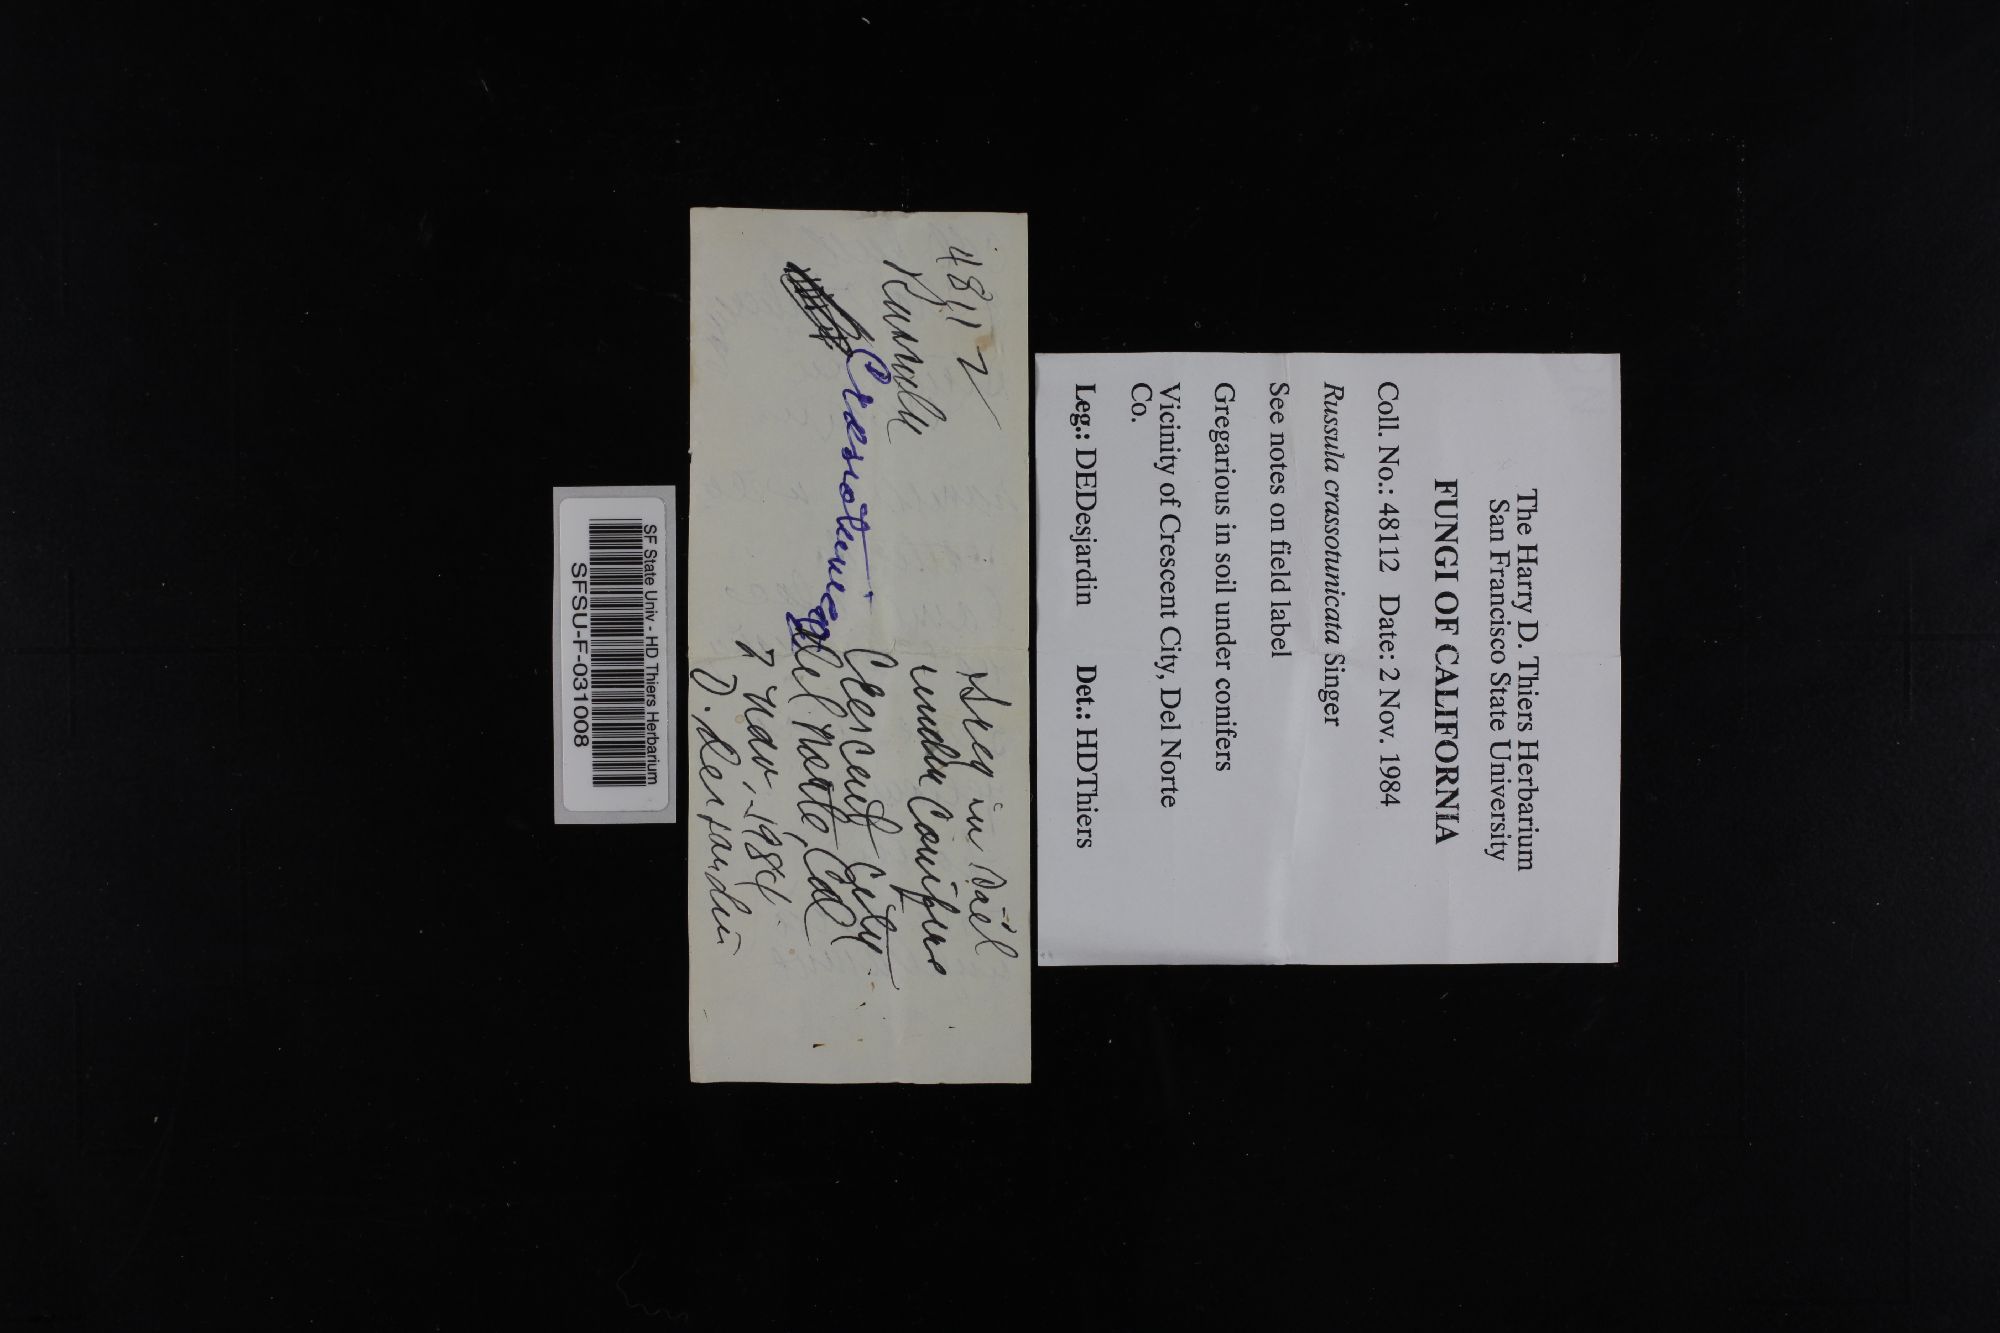 The Harry D. Thiers Herbarium
San Francisco State University
FUNGI OF CALIFORNIA
Coll. No.: 48112 Date: 2 Nov. 1984
Russula crassotunicata Singer
See notes on field label
Gregarious in soil under conifers
Vicinity of Crescent City, Del Norte
Co.
Leg.: DEDesjardin Det.: HDThiers
48112
Russula
Crassotunicata
Greg in soil
under Conifers
Crescent City
Del Norte, Co
2 Nov, 1984
D. Desjardin
SF State Univ - HD Thiers Herbarium
SFSU-F-031008